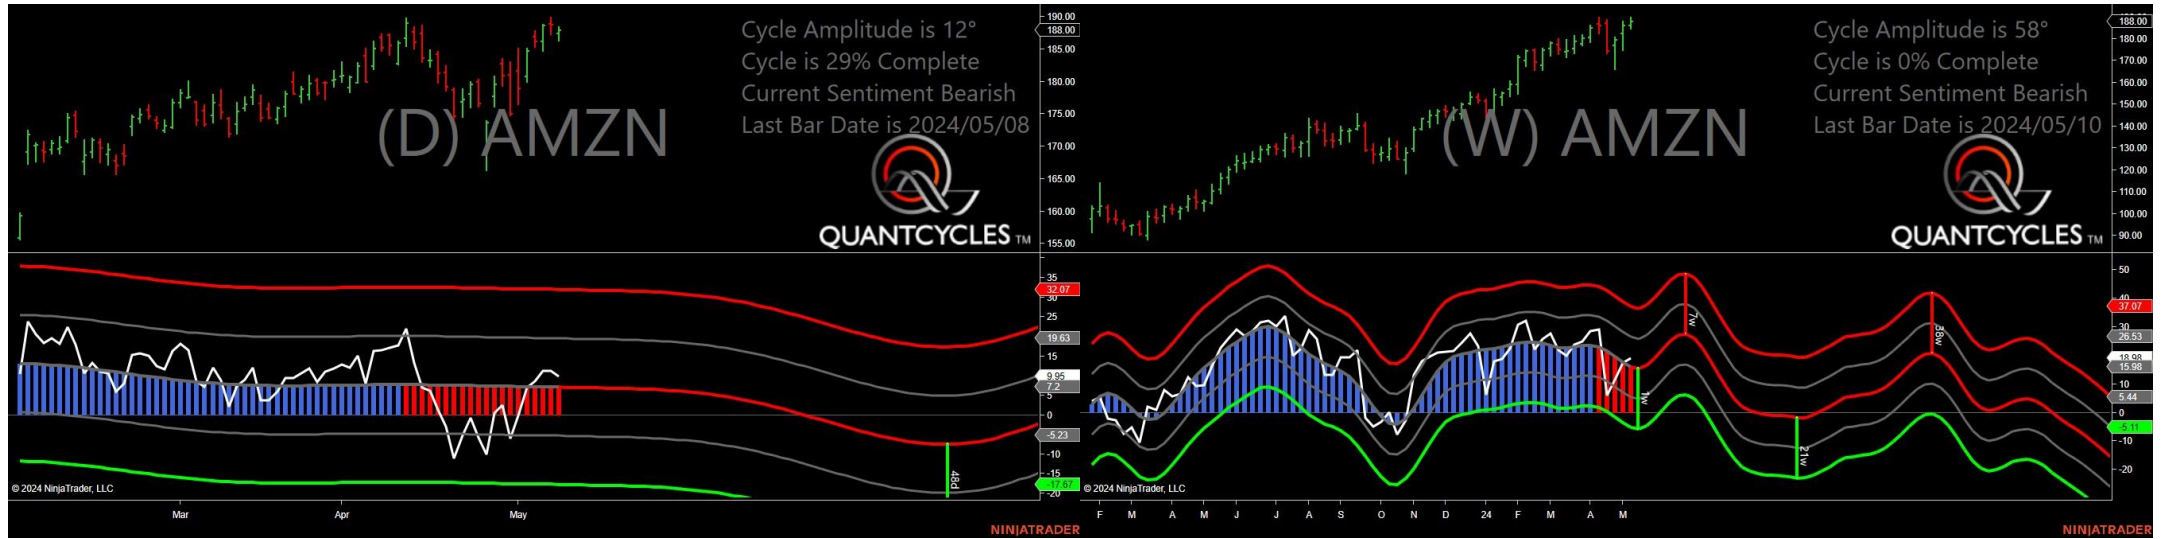 Cycle Amplitude is 12°
Cycle is 29% Complete
Current Sentiment Bearish
Last Bar Date is 2024/05/08
(D) AMZN
QUANTCYCLES TM
190.00
188.00
185.00
180.00
175.00
170.00
165.00
160.00
155.00
35
32.07
30
25
19.63
15
9.95
7.2
5
0
-5.23
-10
-15
-17.67
-20
48d
© 2024 NinjaTrader, LLC
Mar
Apr
May
NINJATRADER
Cycle Amplitude is 58°
Cycle is 0% Complete
Current Sentiment Bearish
Last Bar Date is 2024/05/10
(W) AMZN
QUANTCYCLES TM
188.00
180.00
170.00
160.00
150.00
140.00
130.00
120.00
110.00
100.00
90.00
50
40
37.07
30
26.53
18.98
15.98
10
5.44
0
-5.11
-10
-20
1w
7w
21w
38w
© 2024 NinjaTrader, LLC
F M A M J J A S O N D 24 F M A M
NINJATRADER